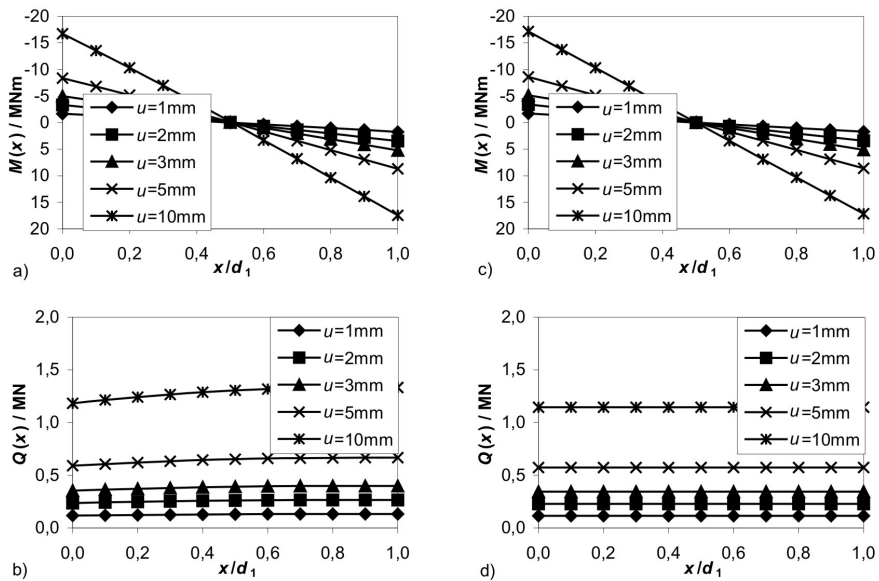 -20
-15
-10
-5
0
5
10
15
20
M(x) / MNm
u=1mm
u=2mm
u=3mm
u=5mm
u=10mm
0,0 0,2 0,4 0,6 0,8 1,0
x/d1
a)
-20
-15
-10
-5
0
5
10
15
20
M(x) / MNm
u=1mm
u=2mm
u=3mm
u=5mm
u=10mm
0,0 0,2 0,4 0,6 0,8 1,0
x/d1
c)
2,0
1,5
1,0
0,5
0,0
Q(x) / MN
u=1mm
u=2mm
u=3mm
u=5mm
u=10mm
0,0 0,2 0,4 0,6 0,8 1,0
x/d1
b)
2,0
1,5
1,0
0,5
0,0
Q(x) / MN
u=1mm
u=2mm
u=3mm
u=5mm
u=10mm
0,0 0,2 0,4 0,6 0,8 1,0
x/d1
d)